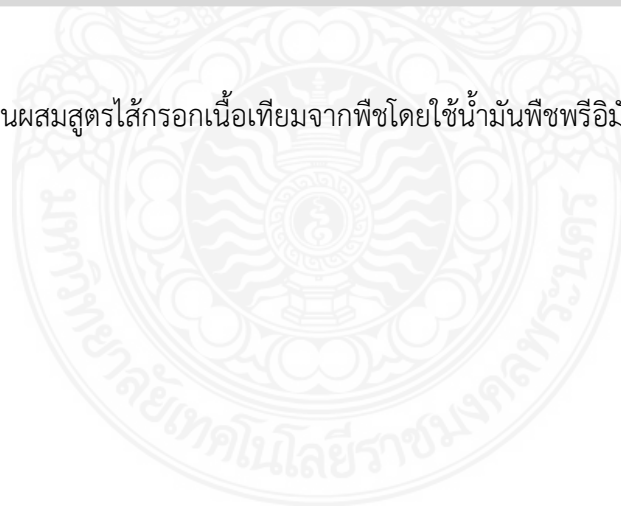 นผสมสูตรไส้กรอกเนื้อเทียมจากพืชโดยใช้น้ำมันพืชพรีอิมั
มหาวิทยาลัยเทคโนโลยีราชมงคลพระนคร